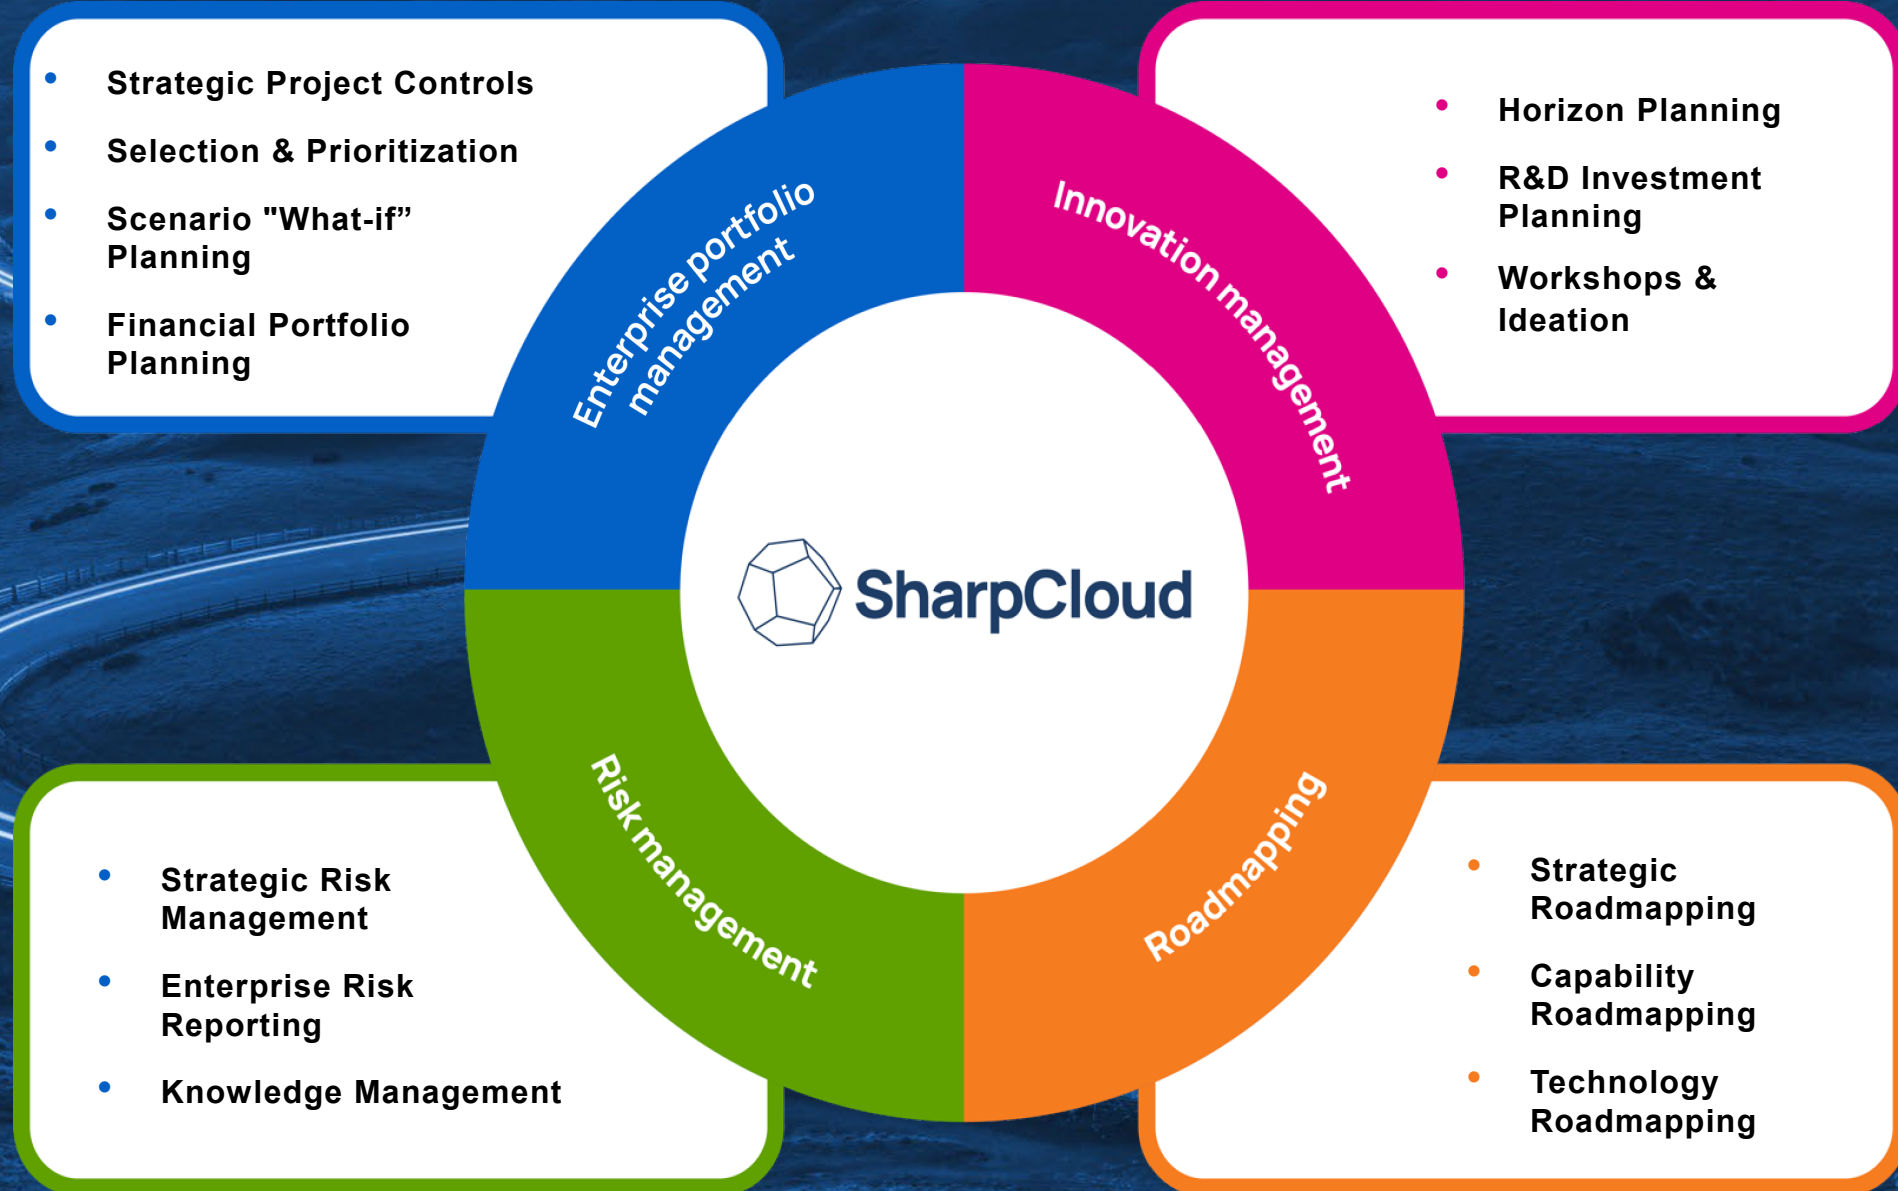 Strategic Project Controls
Selection & Prioritization
Scenario "What-if”
Planning
Financial Portfolio
Planning
Horizon Planning
R&D Investment
Planning
Workshops &
Ideation
Enterprise portfolio
management
Innovation management
SharpCloud
Risk management
Roadmapping
Strategic Risk
Management
Enterprise Risk
Reporting
Knowledge Management
Strategic
Roadmapping
Capability
Roadmapping
Technology
Roadmapping